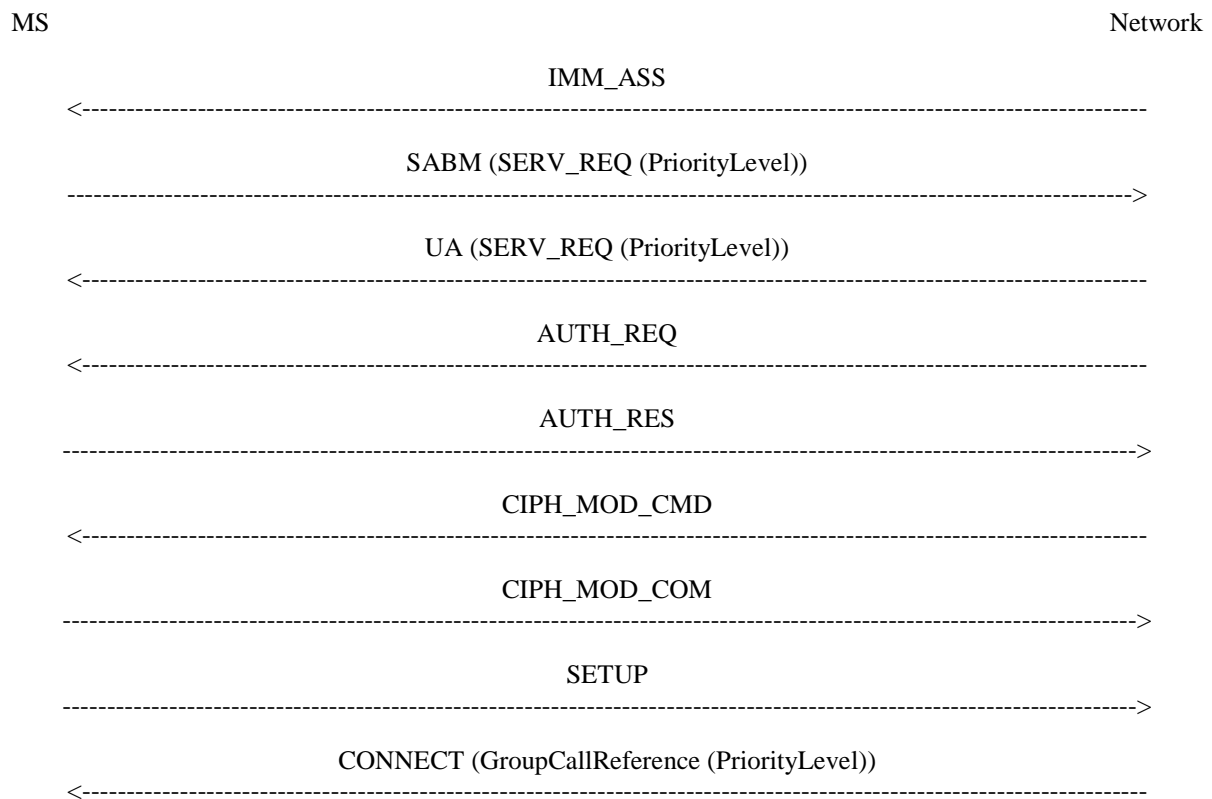 MS Network
IMM_ASS
SABM (SERV_REQ (PriorityLevel))
UA (SERV_REQ (PriorityLevel))
AUTH_REQ
AUTH_RES
CIPH_MOD_CMD
CIPH_MOD_COM
SETUP
CONNECT (GroupCallReference (PriorityLevel))